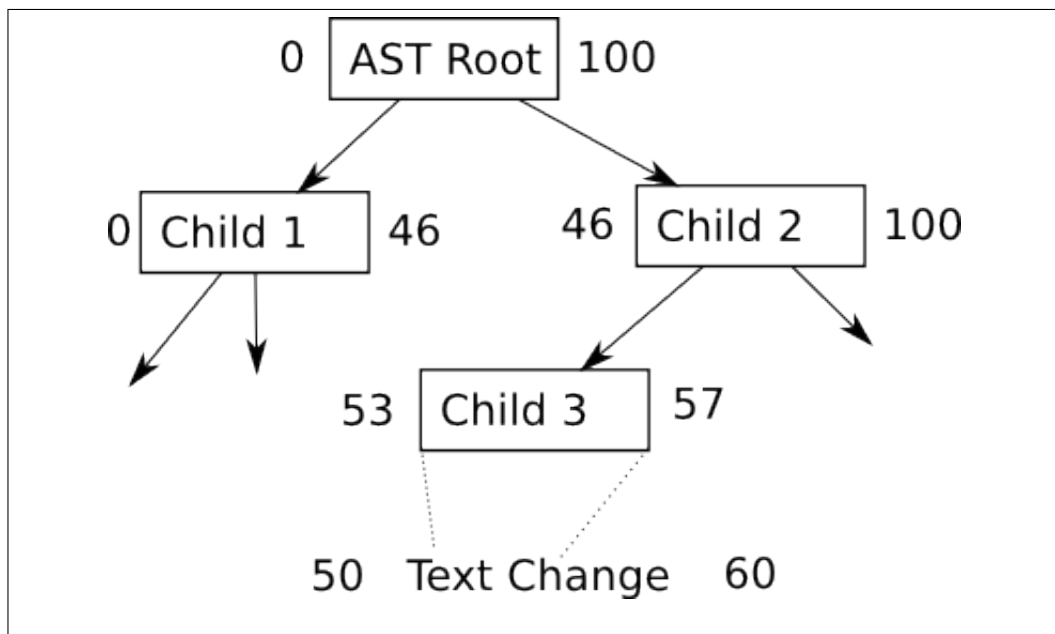 0 AST Root 100
0 Child 1 46
46 Child 2 100
53 Child 3 57
50 Text Change 60